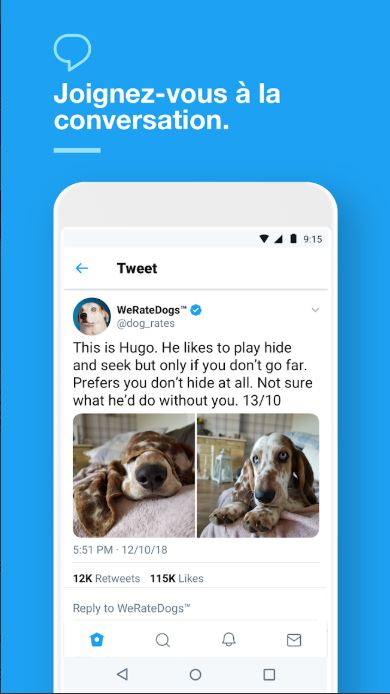 Joignez-vous à la
conversation.
9:15
Tweet
WeRateDogs™
@dog_rates
This is Hugo. He likes to play hide
and seek but only if you don't go far.
Prefers you don't hide at all. Not sure
what he'd do without you. 13/10
5:51 PM · 12/10/18
12K Retweets 115K Likes
Reply to WeRateDogs™